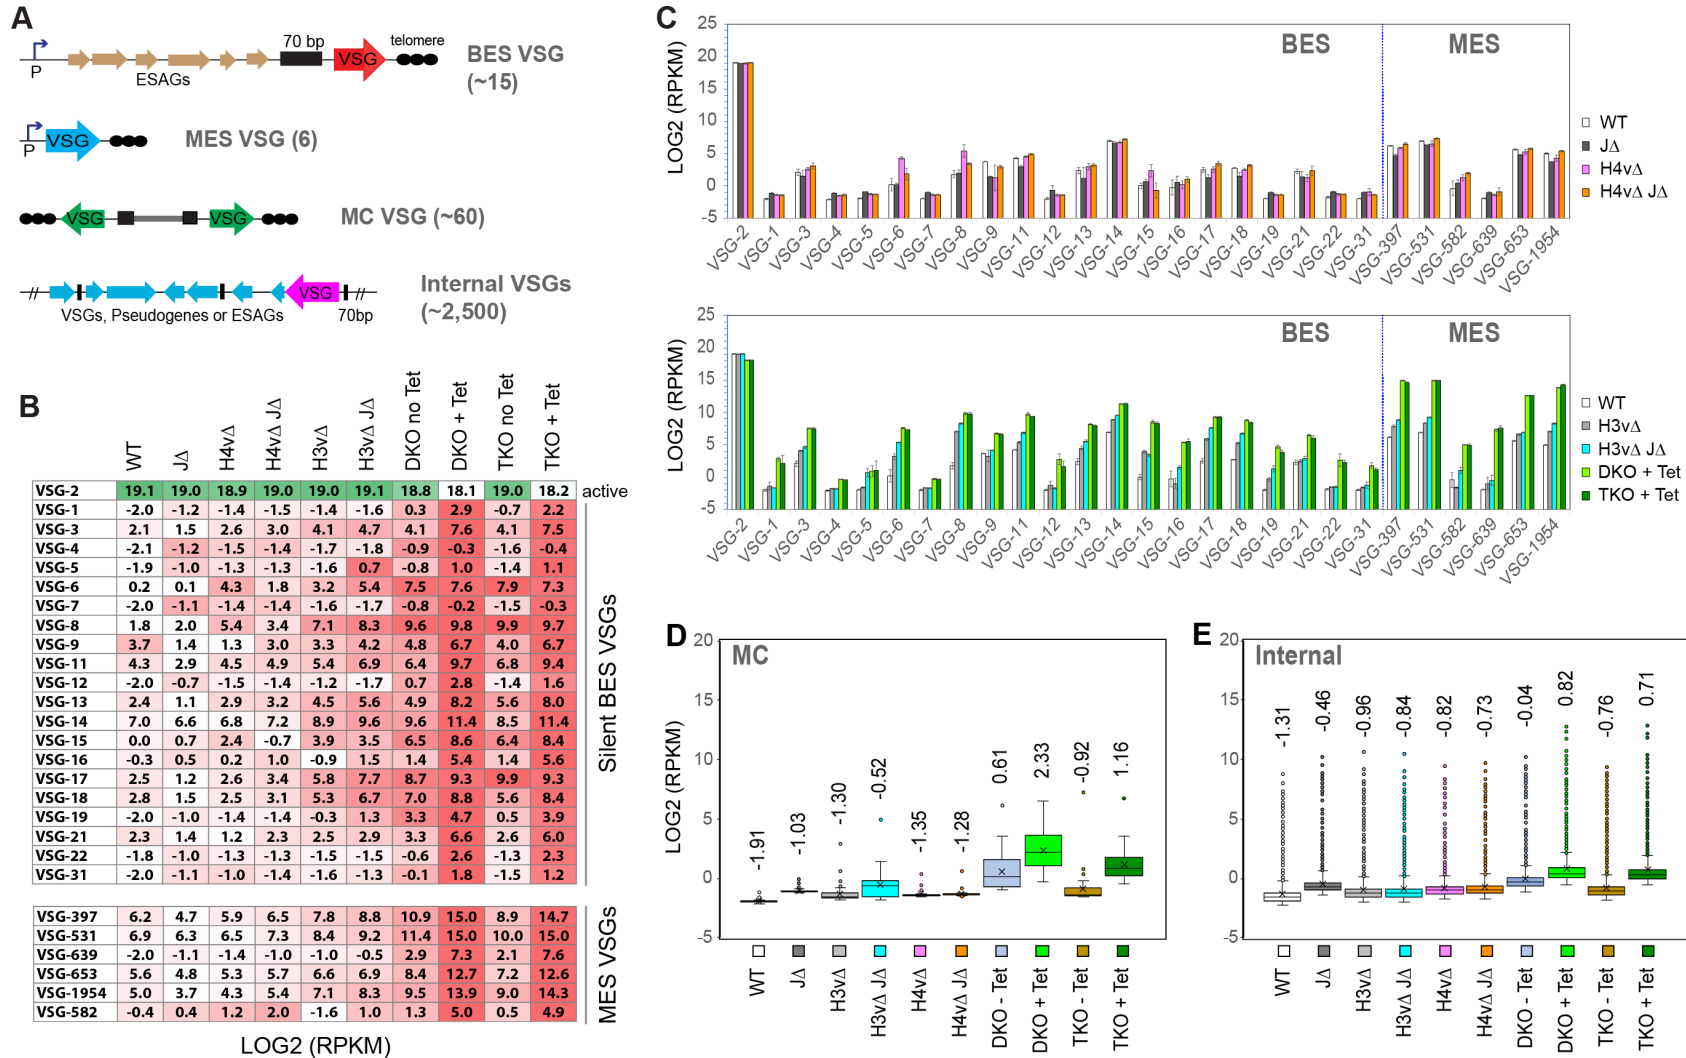 A
P
ESAGs
70 bp
VSG
telomere
BES VSG
(~15)
P
VSG
MES VSG (6)
VSG
VSG
MC VSG (~60)
//
VSG
//
VSGs, Pseudogenes or ESAGs
70bp
Internal VSGs
(~2,500)
B
WT JΔ H4vΔ H4vΔ JΔ H3vΔ H3vΔ JΔ DKO no Tet DKO + Tet TKO no Tet TKO + Tet
VSG-2 19.1 19.0 18.9 19.0 19.0 19.1 18.8 18.1 19.0 18.2 active
VSG-1 -2.0 -1.2 -1.4 -1.5 -1.4 -1.6 0.3 2.9 -0.7 2.2
VSG-3 2.1 1.5 2.6 3.0 4.1 4.7 4.1 7.6 4.1 7.5
VSG-4 -2.1 -1.2 -1.5 -1.4 -1.7 -1.8 -0.9 -0.3 -1.6 -0.4
VSG-5 -1.9 -1.0 -1.3 -1.3 -1.6 0.7 -0.8 1.0 -1.4 1.1
VSG-6 0.2 0.1 4.3 1.8 3.2 5.4 7.5 7.6 7.9 7.3
VSG-7 -2.0 -1.1 -1.4 -1.4 -1.6 -1.7 -0.8 -0.2 -1.5 -0.3
VSG-8 1.8 2.0 5.4 3.4 7.1 8.3 9.6 9.8 9.9 9.7
VSG-9 3.7 1.4 1.3 3.0 3.3 4.2 4.8 6.7 4.0 6.7
VSG-11 4.3 2.9 4.5 4.9 5.4 6.9 6.4 9.7 6.8 9.4
VSG-12 -2.0 -0.7 -1.5 -1.4 -1.2 -1.7 0.7 2.8 -1.4 1.6
VSG-13 2.4 1.1 2.9 3.2 4.5 5.6 4.9 8.2 5.6 8.0
VSG-14 7.0 6.6 6.8 7.2 8.9 9.6 9.6 11.4 8.5 11.4
VSG-15 0.0 0.7 2.4 -0.7 3.9 3.5 6.5 8.6 6.4 8.4
VSG-16 -0.3 0.5 0.2 1.0 -0.9 1.5 1.4 5.4 1.4 5.6
VSG-17 2.5 1.2 2.6 3.4 5.8 7.7 8.7 9.3 9.9 9.3
VSG-18 2.8 1.5 2.5 3.1 5.3 6.7 7.0 8.8 5.6 8.4
VSG-19 -2.0 -1.0 -1.4 -1.4 -0.3 1.3 3.3 4.7 0.5 3.9
VSG-21 2.3 1.4 1.2 2.3 2.5 2.9 3.3 6.6 2.6 6.0
VSG-22 -1.8 -1.0 -1.3 -1.3 -1.5 -1.5 -0.6 2.6 -1.3 2.3
VSG-31 -2.0 -1.1 -1.0 -1.4 -1.6 -1.3 -0.1 1.8 -1.5 1.2
Silent BES VSGs
VSG-397 6.2 4.7 5.9 6.5 7.8 8.8 10.9 15.0 8.9 14.7
VSG-531 6.9 6.3 6.5 7.3 8.4 9.2 11.4 15.0 10.0 15.0
VSG-639 -2.0 -1.1 -1.4 -1.0 -1.0 -0.5 2.9 7.3 2.1 7.6
VSG-653 5.6 4.8 5.3 5.7 6.6 6.9 8.4 12.7 7.2 12.6
VSG-1954 5.0 3.7 4.3 5.4 7.1 8.3 9.5 13.9 9.0 14.3
VSG-582 -0.4 0.4 1.2 2.0 -1.6 1.0 1.3 5.0 0.5 4.9
MES VSGs
LOG2 (RPKM)
C
LOG2 (RPKM)
25
20
15
10
5
0
-5
BES
MES
WT
JΔ
H4vΔ
H4vΔ JΔ
VSG-2 VSG-1 VSG-3 VSG-4 VSG-5 VSG-6 VSG-7 VSG-8 VSG-9 VSG-11 VSG-12 VSG-13 VSG-14 VSG-15 VSG-16 VSG-17 VSG-18 VSG-19 VSG-21 VSG-22 VSG-31 VSG-397 VSG-531 VSG-582 VSG-639 VSG-653 VSG-1954
LOG2 (RPKM)
25
20
15
10
5
0
-5
BES
MES
WT
H3vΔ
H3vΔ JΔ
DKO + Tet
TKO + Tet
VSG-2 VSG-1 VSG-3 VSG-4 VSG-5 VSG-6 VSG-7 VSG-8 VSG-9 VSG-11 VSG-12 VSG-13 VSG-14 VSG-15 VSG-16 VSG-17 VSG-18 VSG-19 VSG-21 VSG-22 VSG-31 VSG-397 VSG-531 VSG-582 VSG-639 VSG-653 VSG-1954
D
MC
LOG2 (RPKM)
20
15
10
5
0
-5
-1.91 -1.03 -1.30 -0.52 -1.35 -1.28 0.61 2.33 -0.92 1.16
WT JΔ H3vΔ H3vΔ JΔ H4vΔ H4vΔ JΔ DKO - Tet DKO + Tet TKO - Tet TKO + Tet
E
Internal
20
15
10
5
0
-5
-1.31 -0.46 -0.96 -0.84 -0.82 -0.73 -0.04 0.82 -0.76 0.71
WT JΔ H3vΔ H3vΔ JΔ H4vΔ H4vΔ JΔ DKO - Tet DKO + Tet TKO - Tet TKO + Tet